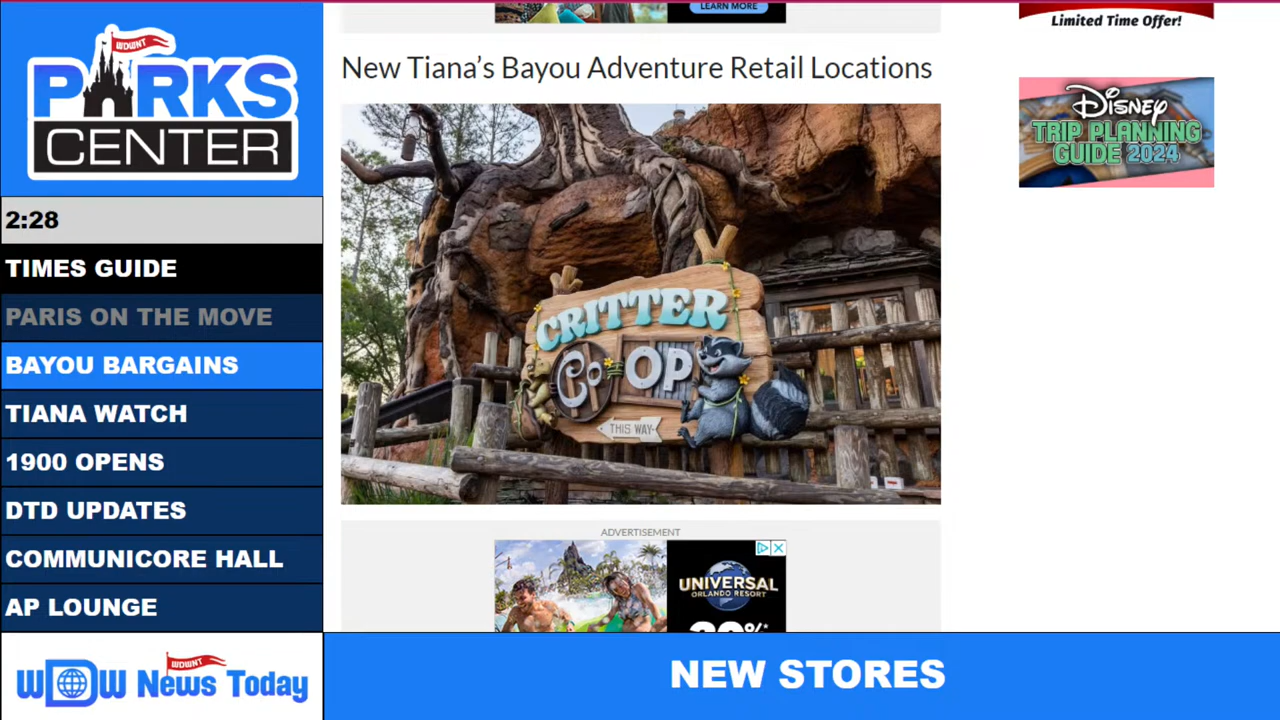 WDWNT
PARKS
CENTER
2:28
TIMES GUIDE
PARIS ON THE MOVE
BAYOU BARGAINS
TIANA WATCH
1900 OPENS
DTD UPDATES
COMMUNICORE HALL
AP LOUNGE
WDWNT
WDW News Today
LEARN MORE
New Tiana's Bayou Adventure Retail Locations
CRITTER
CO-OP
THIS WAY
ADVERTISEMENT
UNIVERSAL
ORLANDO RESORT
Limited Time Offer!
Disney
TRIP PLANNING
GUIDE 2024
NEW STORES